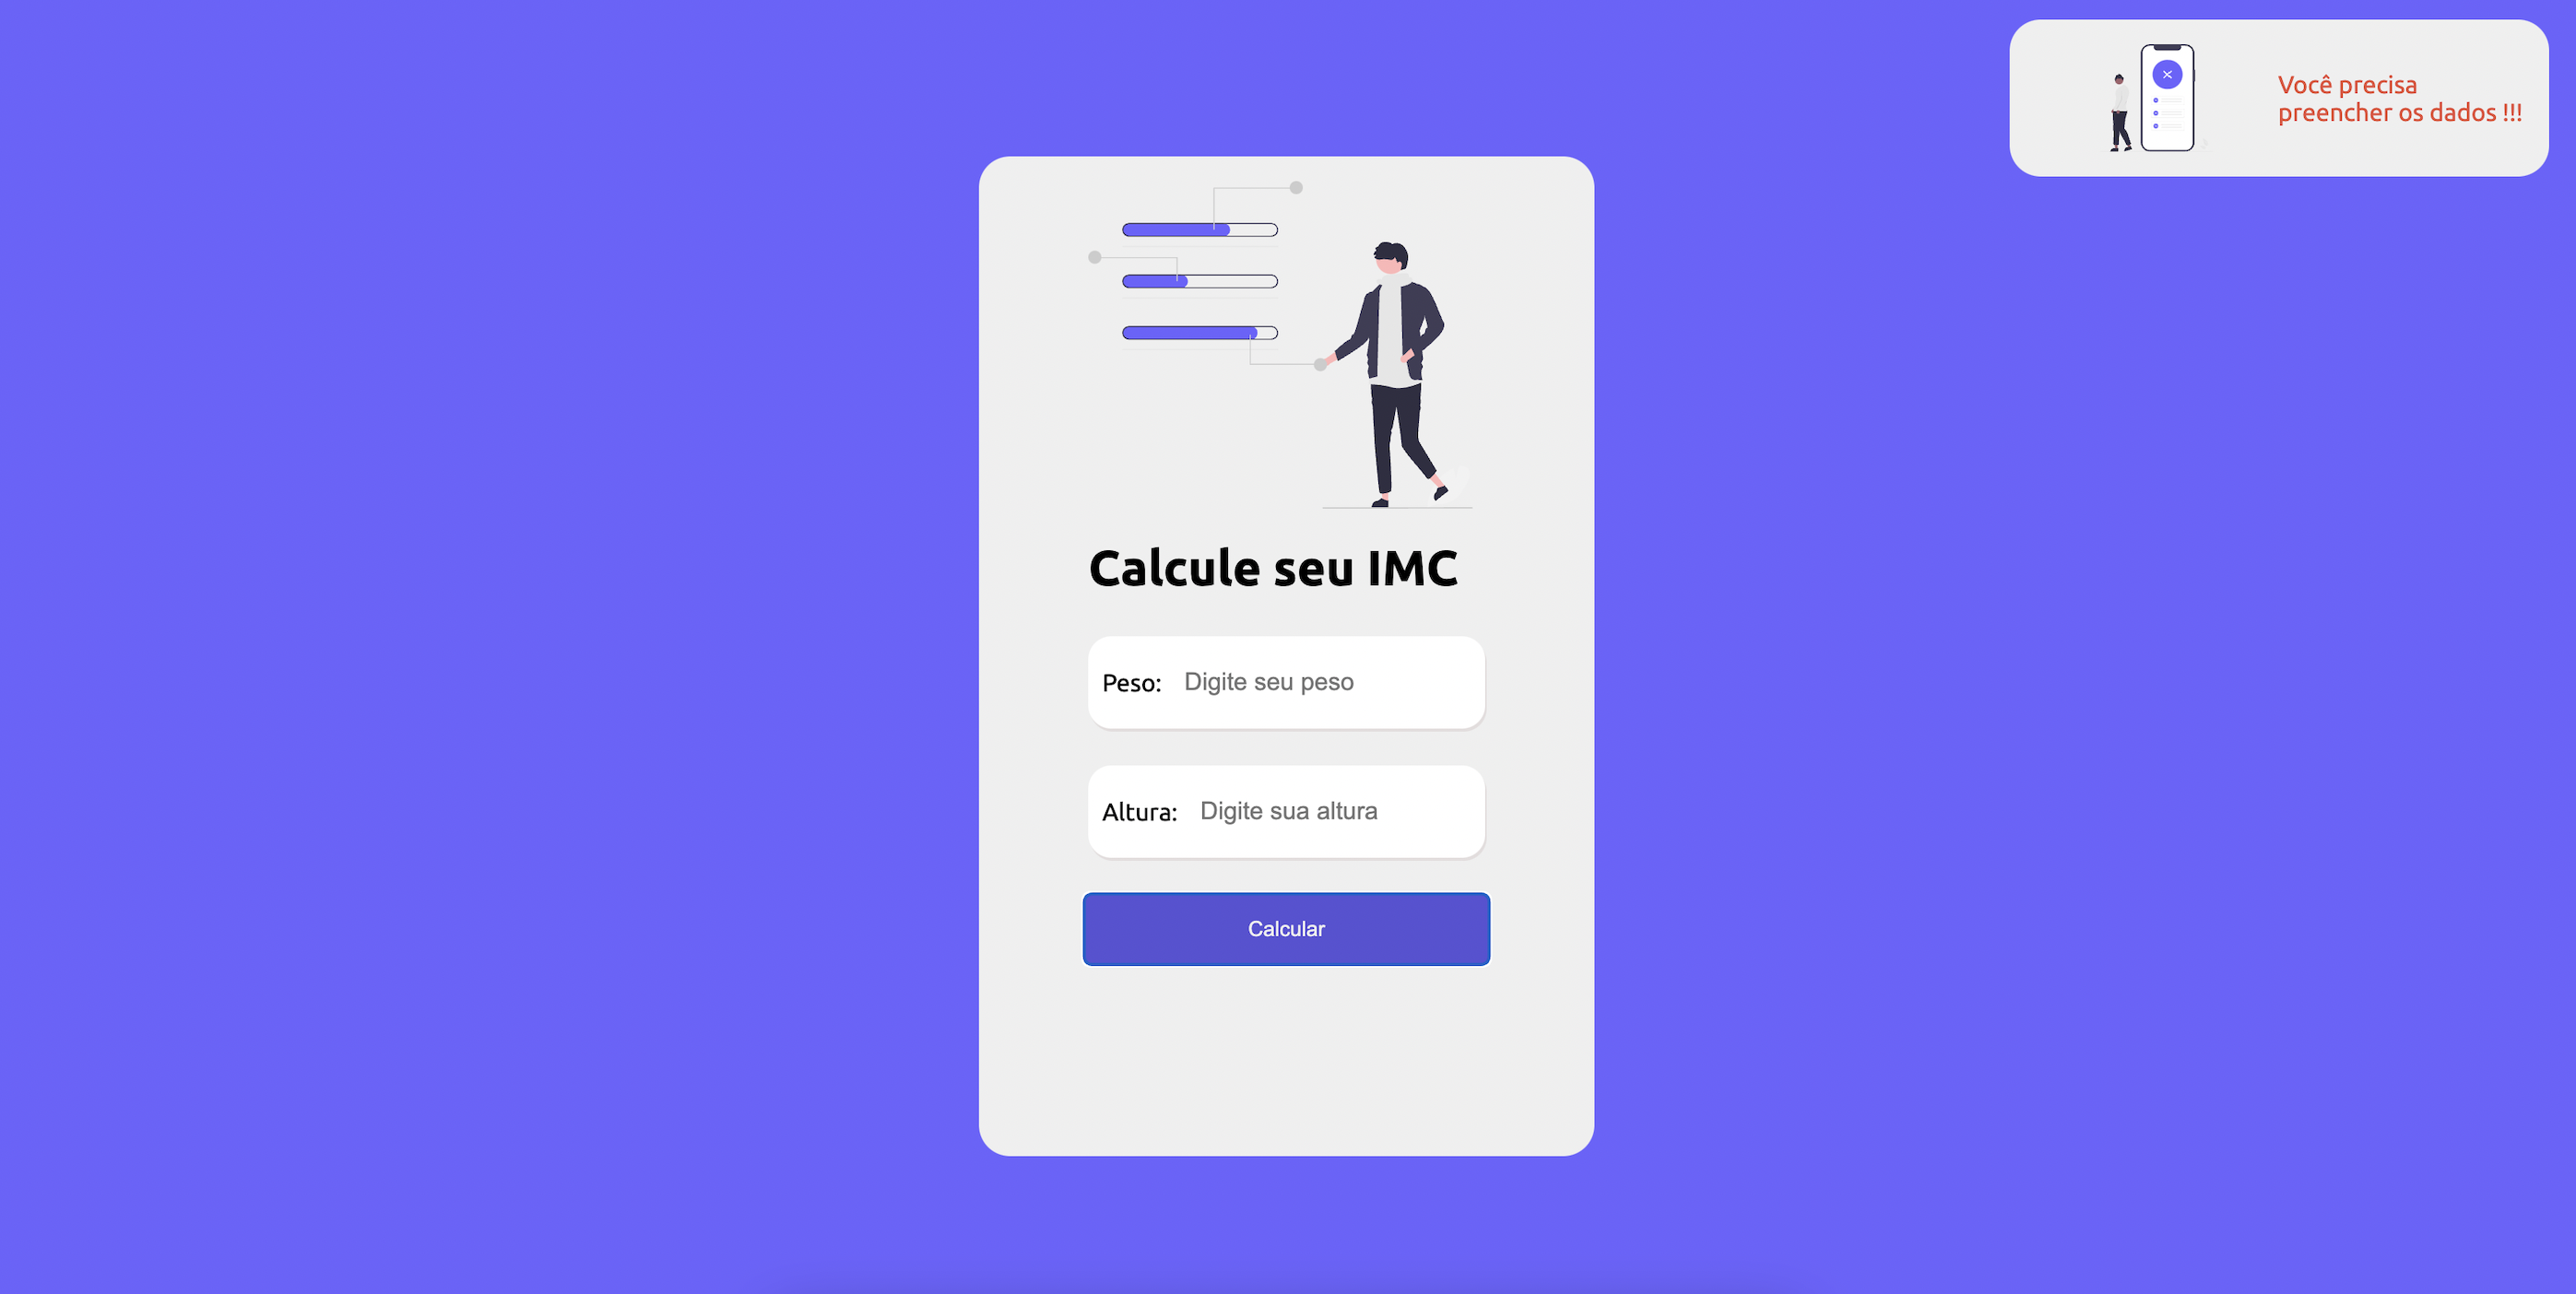 Você precisa
preencher os dados !!!
Calcule seu IMC
Peso: Digite seu peso
Altura: Digite sua altura
Calcular